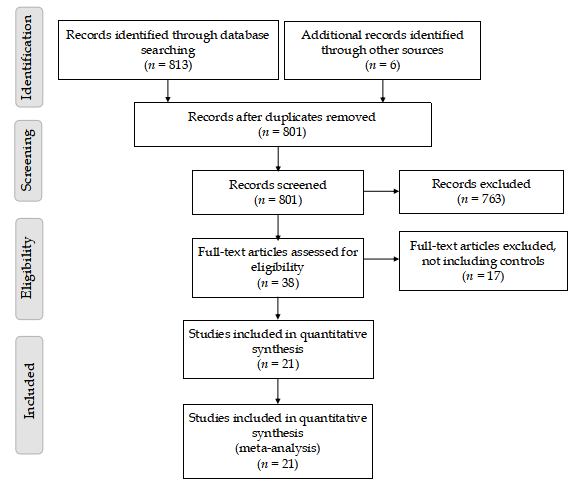 Identification
Records identified through database
searching
(n = 813)
Additional records identified
through other sources
(n = 6)
Records after duplicates removed
(n = 801)
Screening
Records screened
(n = 801)
Records excluded
(n = 763)
Eligibility
Full-text articles assessed for
eligibility
(n = 38)
Full-text articles excluded,
not including controls
(n = 17)
Included
Studies included in quantitative
synthesis
(n = 21)
Studies included in quantitative
synthesis
(meta-analysis)
(n = 21)